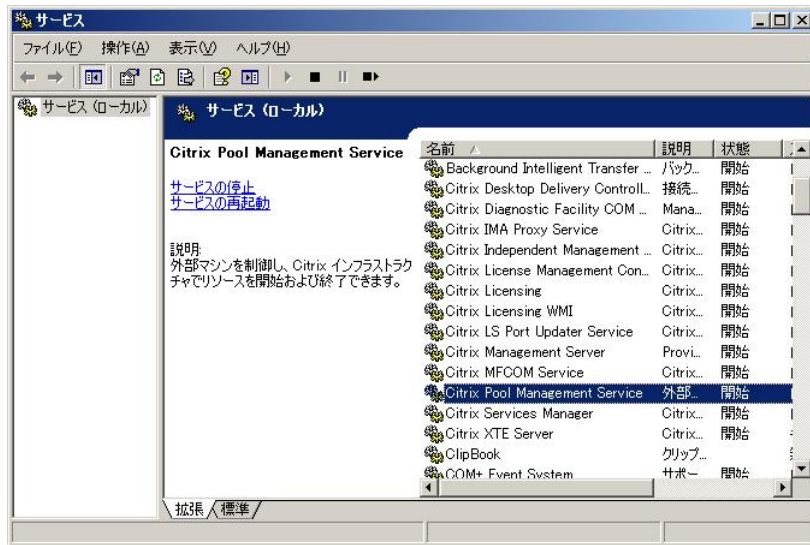 サービス
ファイル(F) 操作(A) 表示(V) ヘルプ(H)
サービス (ローカル)
サービス (ローカル)
Citrix Pool Management Service
サービスの停止
サービスの再起動
説明:
外部マシンを制御し、Citrix インフラストラク
チャでリソースを開始および終了できます。
名前 説明 状態
Background Intelligent Transfer ... バック... 開始
Citrix Desktop Delivery Controll... 接続... 開始
Citrix Diagnostic Facility COM ... Mana... 開始
Citrix IMA Proxy Service Citrix... 開始
Citrix Independent Management ... Citrix... 開始
Citrix License Management Con... Citrix... 開始
Citrix Licensing Citrix... 開始
Citrix Licensing WMI Citrix... 開始
Citrix LS Port Updater Service Citrix... 開始
Citrix Management Server Provi... 開始
Citrix MFCOM Service Citrix... 開始
Citrix Pool Management Service 外部... 開始
Citrix Services Manager Citrix... 開始
Citrix XTE Server Citrix... 開始
ClipBook クリップ...
COM+ Event System サポー... 開始
拡張 標準